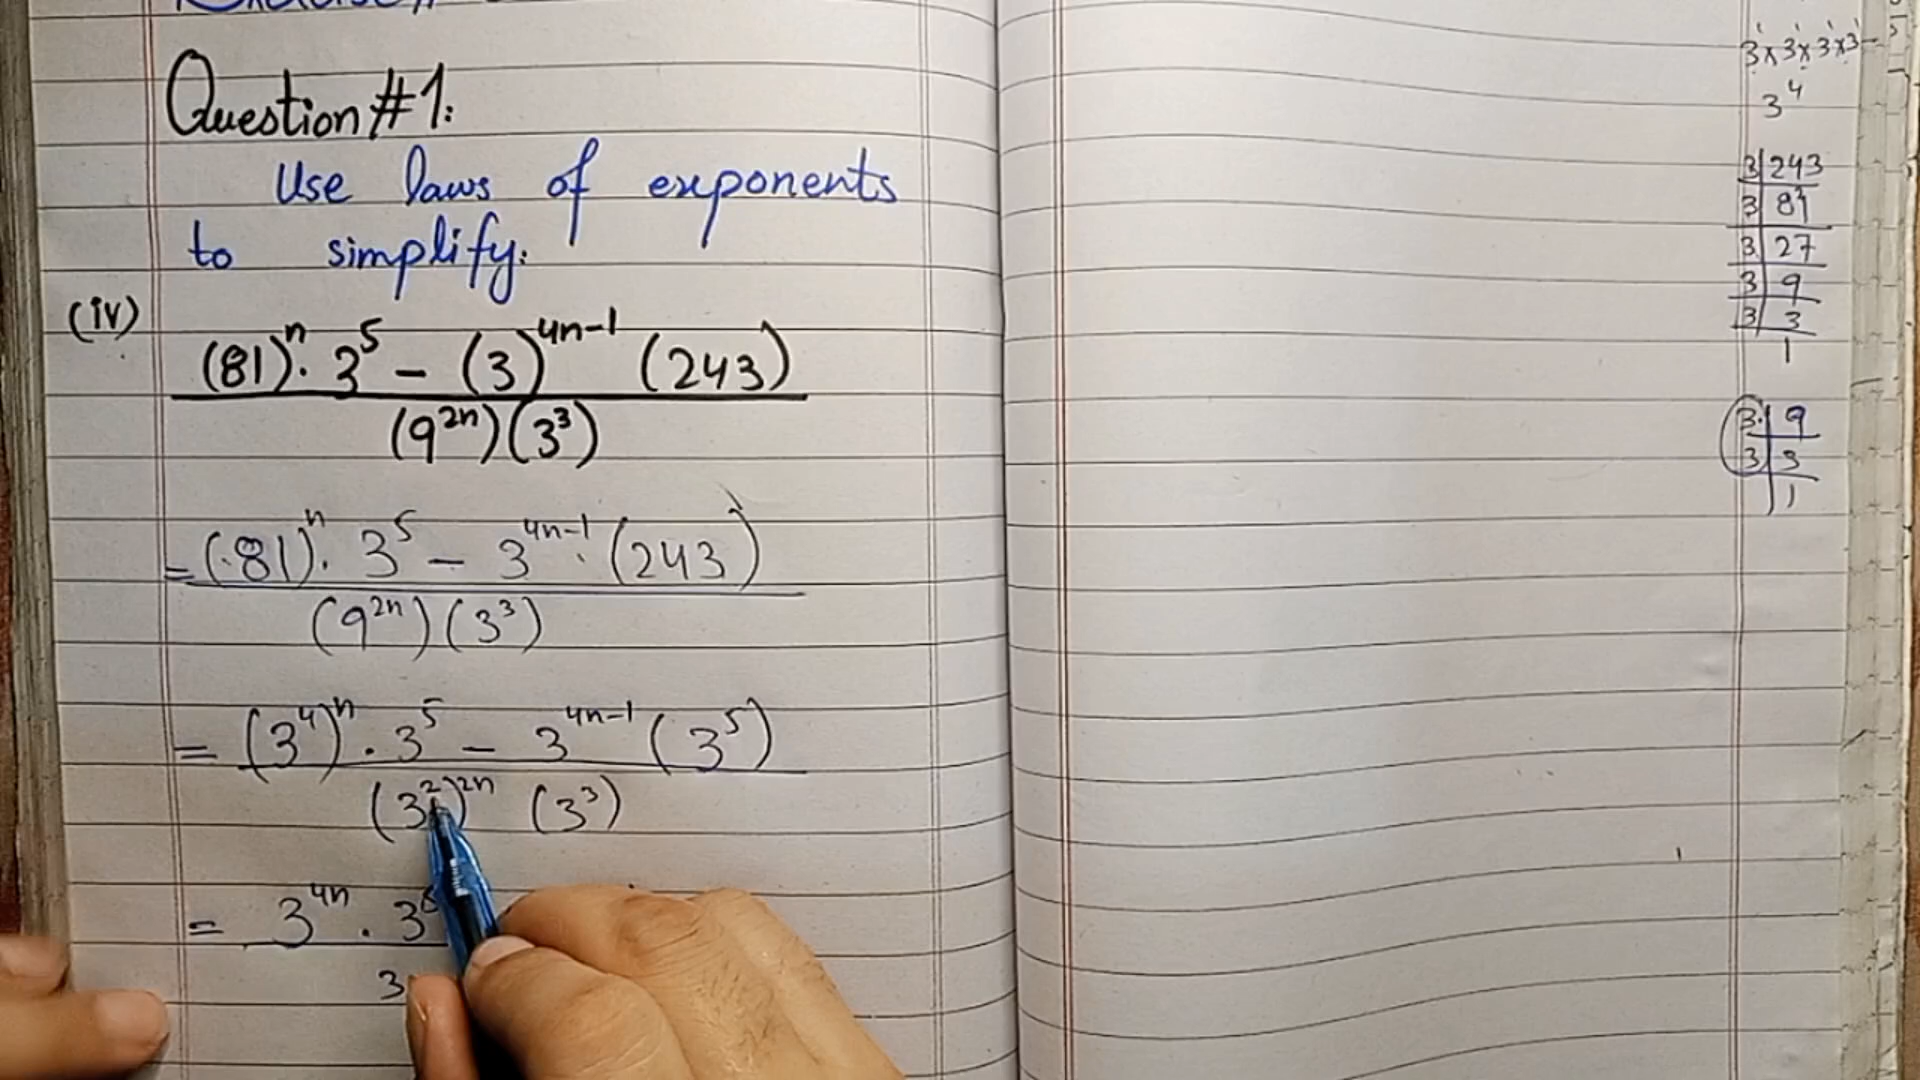 Question #1:
Use laws of exponents
to simplify.
(iv)
(81)^n · 3^5 - (3)^{4n-1} (243)
(9^{2n})(3^3)
= (81)^n · 3^5 - 3^{4n-1} · (243)
(9^{2n})(3^3)
= (3^4)^n · 3^5 - 3^{4n-1} (3^5)
(3^2)^{2n} (3^3)
= 3^{4n} · 3
3
3×3×3×3
3^4
3|243
3|81
3|27
3|9
3|3
1
3|9
3|3
|1